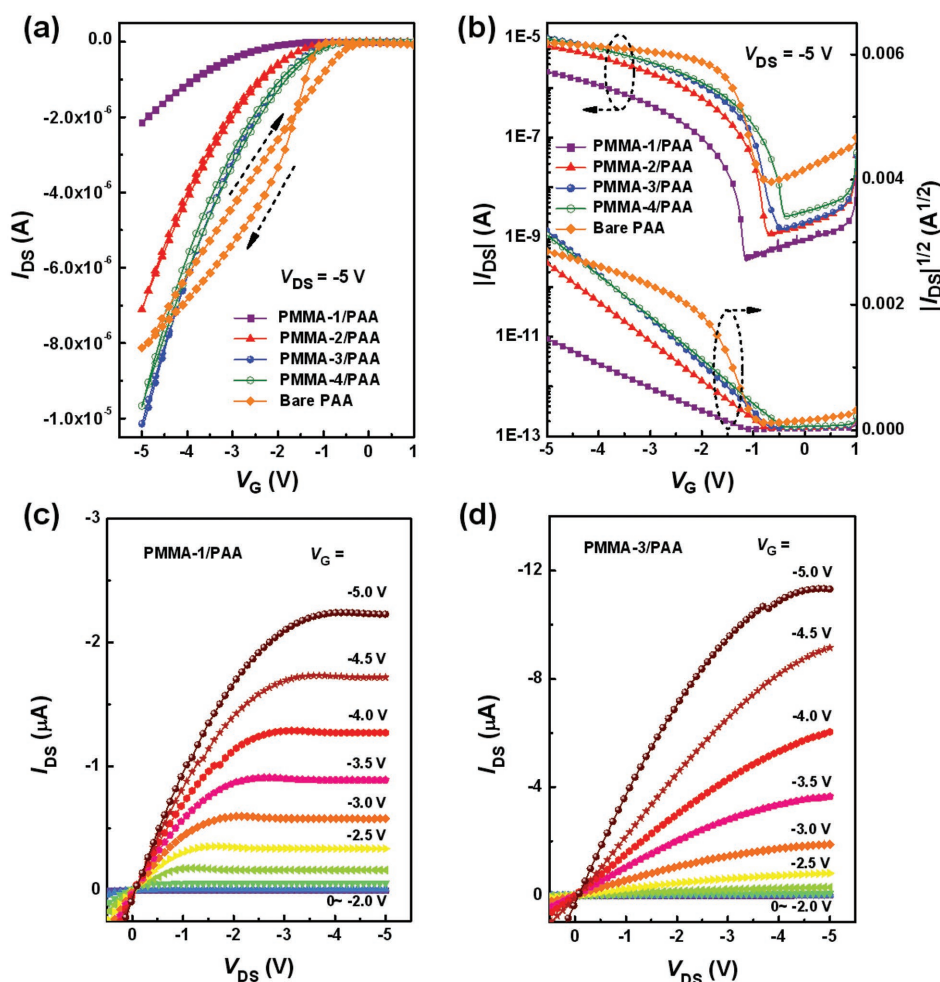 (a)
0.0
-2.0x10⁻⁶
-4.0x10⁻⁶
-6.0x10⁻⁶
-8.0x10⁻⁶
-1.0x10⁻⁵
I_DS (A)
V_DS = -5 V
PMMA-1/PAA
PMMA-2/PAA
PMMA-3/PAA
PMMA-4/PAA
Bare PAA
-5 -4 -3 -2 -1 0 1
V_G (V)
(b)
1E-5
1E-7
1E-9
1E-11
1E-13
|I_DS| (A)
V_DS = -5 V
PMMA-1/PAA
PMMA-2/PAA
PMMA-3/PAA
PMMA-4/PAA
Bare PAA
0.006
0.004
0.002
0.000
|I_DS|^1/2 (A^1/2)
-5 -4 -3 -2 -1 0 1
V_G (V)
(c)
-3
-2
-1
0
I_DS (μA)
PMMA-1/PAA
V_G =
-5.0 V
-4.5 V
-4.0 V
-3.5 V
-3.0 V
-2.5 V
0~ -2.0 V
0 -1 -2 -3 -4 -5
V_DS (V)
(d)
-12
-8
-4
0
I_DS (μA)
PMMA-3/PAA
V_G =
-5.0 V
-4.5 V
-4.0 V
-3.5 V
-3.0 V
-2.5 V
0~ -2.0 V
0 -1 -2 -3 -4 -5
V_DS (V)